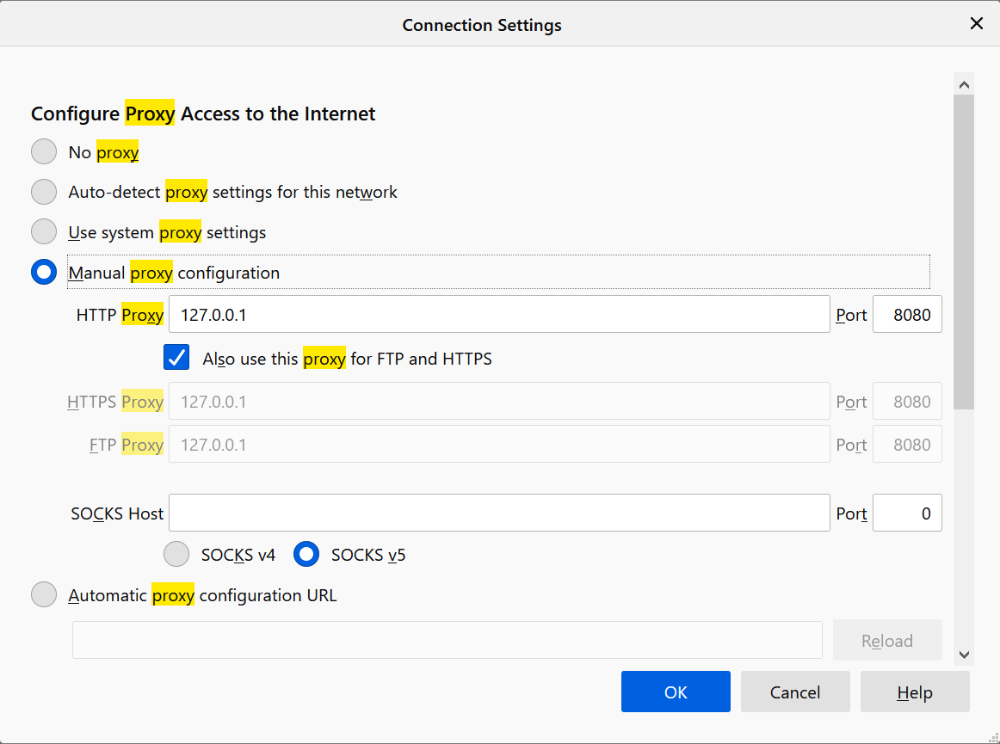 Connection Settings
Configure Proxy Access to the Internet
No proxy
Auto-detect proxy settings for this network
Use system proxy settings
Manual proxy configuration
HTTP Proxy 127.0.0.1 Port 8080
Also use this proxy for FTP and HTTPS
HTTPS Proxy 127.0.0.1 Port 8080
FTP Proxy 127.0.0.1 Port 8080
SOCKS Host Port 0
SOCKS v4 SOCKS v5
Automatic proxy configuration URL
Reload
OK Cancel Help